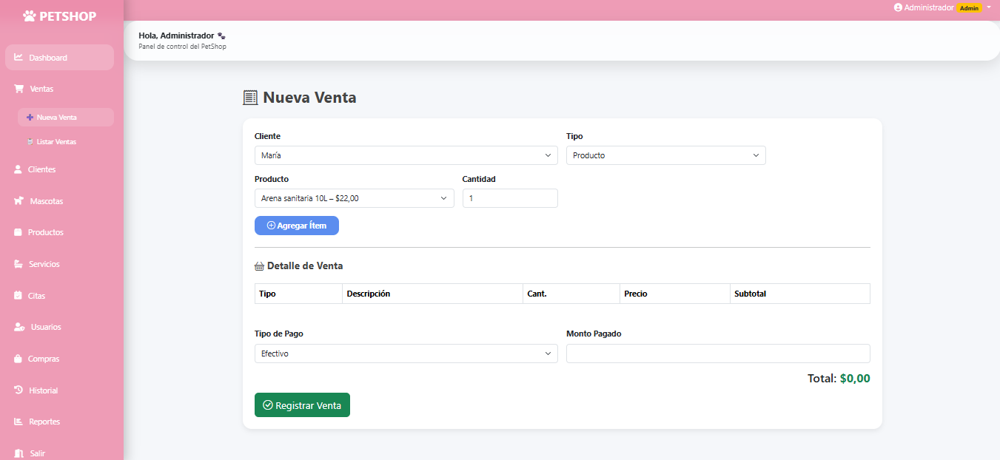 PETSHOP
Administrador Admin
Hola, Administrador
Panel de control del PetShop
Dashboard
Ventas
Nueva Venta
Listar Ventas
Clientes
Mascotas
Productos
Servicios
Citas
Usuarios
Compras
Historial
Reportes
Salir
Nueva Venta
Cliente Tipo
María Producto
Producto Cantidad
Arena sanitaria 10L – $22,00 1
Agregar Ítem
Detalle de Venta
Tipo Descripción Cant. Precio Subtotal
Tipo de Pago Monto Pagado
Efectivo
Total: $0,00
Registrar Venta